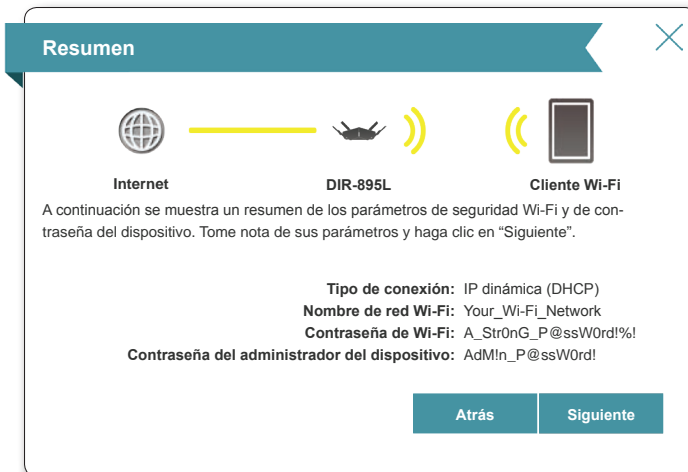 Resumen
Internet
DIR-895L
Cliente Wi-Fi
A continuación se muestra un resumen de los parámetros de seguridad Wi-Fi y de con-
traseña del dispositivo. Tome nota de sus parámetros y haga clic en “Siguiente”.
Tipo de conexión: IP dinámica (DHCP)
Nombre de red Wi-Fi: Your_Wi-Fi_Network
Contraseña de Wi-Fi: A_Str0nG_P@ssW0rd!%!
Contraseña del administrador del dispositivo: AdM!n_P@ssW0rd!
Atrás
Siguiente